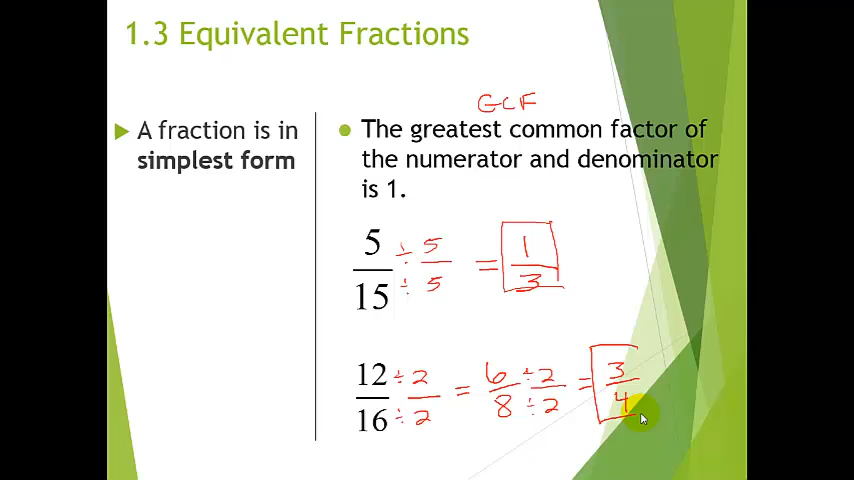 1.3 Equivalent Fractions
A fraction is in
simplest form
GCF
The greatest common factor of
the numerator and denominator
is 1.
5/15 ÷5/÷5 = 1/3
12/16 ÷2/÷2 = 6/8 ÷2/÷2 = 3/4